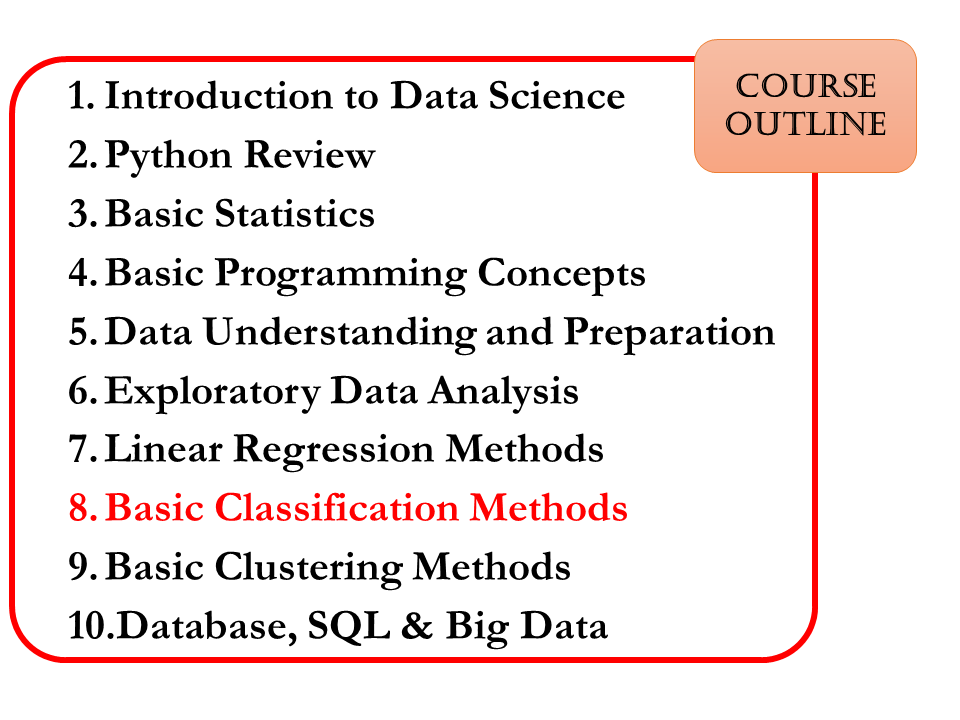 COURSE
OUTLINE
1. Introduction to Data Science
2. Python Review
3. Basic Statistics
4. Basic Programming Concepts
5. Data Understanding and Preparation
6. Exploratory Data Analysis
7. Linear Regression Methods
8. Basic Classification Methods
9. Basic Clustering Methods
10.Database, SQL & Big Data